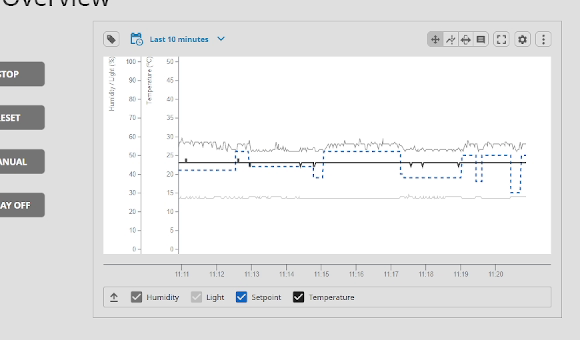 Overview
STOP
RESET
MANUAL
AY OFF
Last 10 minutes
Humidity / Light (%)
Temperature (°C)
100
90
80
70
60
50
40
30
20
10
0
50
45
40
35
30
25
20
15
10
5
0
11:11
11:12
11:13
11:14
11:15
11:16
11:17
11:18
11:19
11:20
Humidity
Light
Setpoint
Temperature